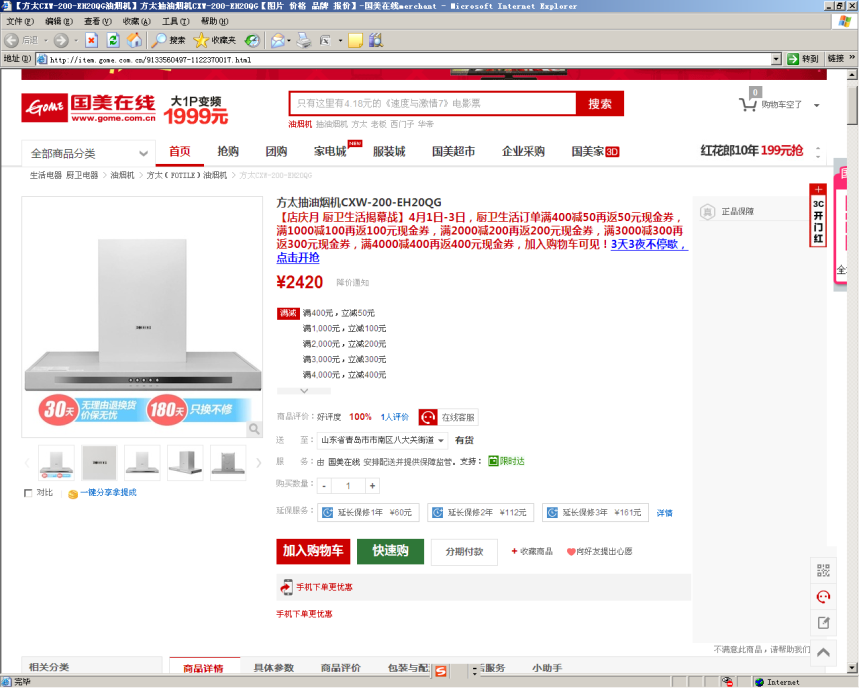 【方太CXW-200-EH20QG油烟机】方太抽油烟机CXW-200-EH20QG【图片 价格 品牌 报价】-国美在线merchant - Microsoft Internet Explorer
文件(F) 编辑(E) 查看(V) 收藏(A) 工具(T) 帮助(H)
后退 搜索 收藏夹
地址(D) http://item.gome.com.cn/9133560497-1122370017.html 转到 链接 »
Gome 国美在线 www.gome.com.cn
大1P变频
1999元
只有这里有4.18元的《速度与激情7》电影票 搜索
0 购物车空了
油烟机 抽油烟机 方太 老板 西门子 华帝
全部商品分类 首页 抢购 团购 家电城 NEW 服装城 国美超市 企业采购 国美家3D 红花郎10年 199元抢
生活电器 厨卫电器 > 油烟机 > 方太(FOTILE)油烟机 > 方太CXW-200-EH20QG
方太抽油烟机CXW-200-EH20QG
【店庆月 厨卫生活揭幕战】4月1日-3日，厨卫生活订单满400减50再返50元现金券，
满1000减100再返100元现金券，满2000减200再返200元现金券，满3000减300再
返300元现金券，满4000减400再返400元现金券，加入购物车可见！3天3夜不停歇，
点击开抢
¥2420 降价通知
满减 满400元，立减50元
满1,000元，立减100元
满2,000元，立减200元
满3,000元，立减300元
满4,000元，立减400元
30天 无理由退换货 价保无忧 180天 只换不修
商品评价：好评度 100% 1人评价 在线客服
送 至：山东省青岛市市南区八大关街道 有货
服 务：由 国美在线 安排配送并提供保障监管。支持： 限时达
购买数量： - 1 +
延保服务： 延长保修1年 ¥60元 延长保修2年 ¥112元 延长保修3年 ¥161元 详情
对比 一键分享拿提成
加入购物车 快速购 分期付款 + 收藏商品 向好友提出心愿
手机下单更优惠
手机下单更优惠
真 正品保障
+
3C
开
门
红
国
全
不满意此商品，请帮助我们
相关分类 商品详情 具体参数 商品评价 包装与配 后服务 小助手
完毕 Internet